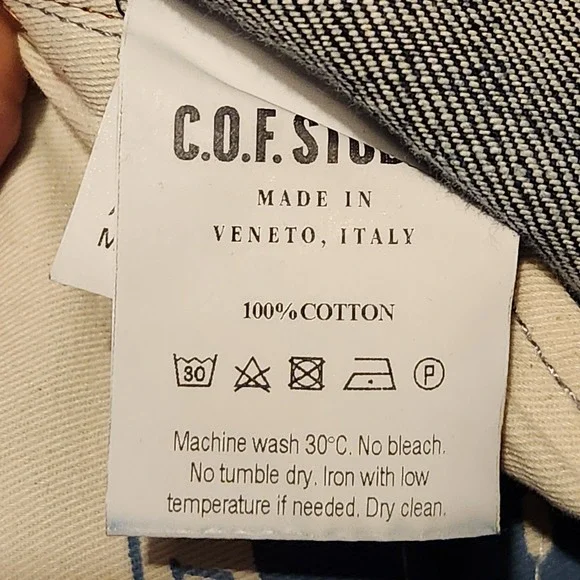 C.O.F. STUD
MADE IN
VENETO, ITALY
100% COTTON
30 P
Machine wash 30°C. No bleach.
No tumble dry. Iron with low
temperature if needed. Dry clean.